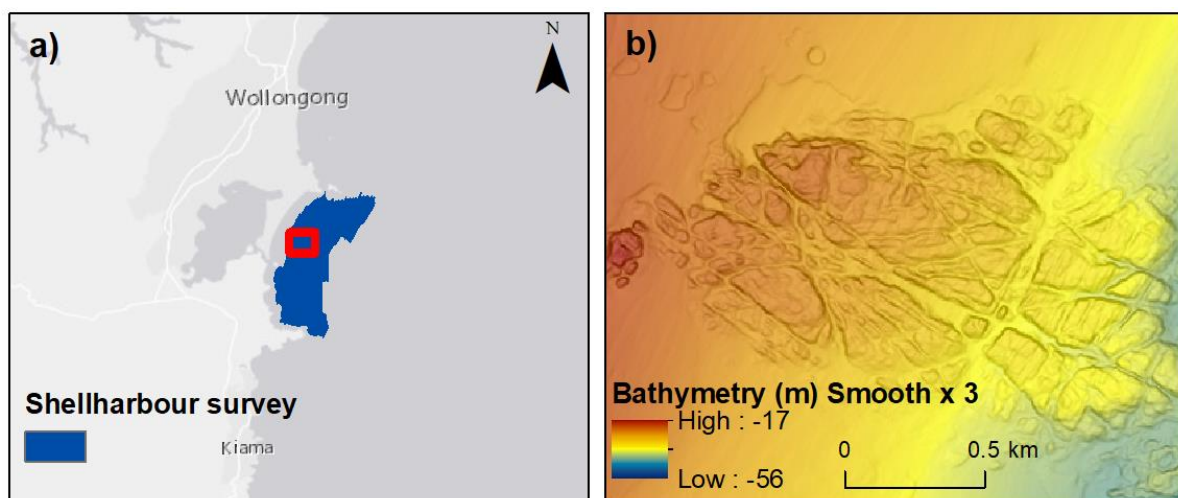 a)
N
Wollongong
Shellharbour survey
Kiama
b)
Bathymetry (m) Smooth x 3
High : -17
Low : -56
0 0.5 km